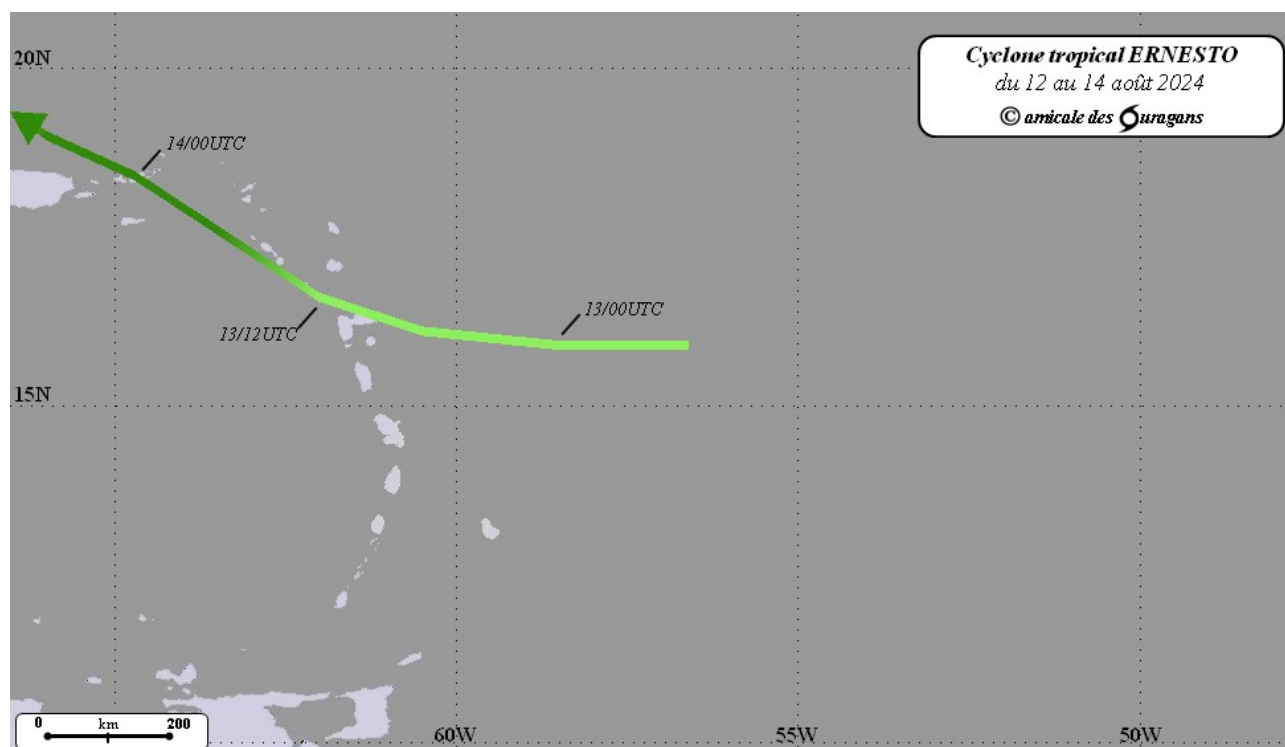 20N
Cyclone tropical ERNESTO
du 12 au 14 août 2024
© amicale des Ouragans
14/00UTC
13/00UTC
13/12UTC
15N
0 km 200
60W
55W
50W